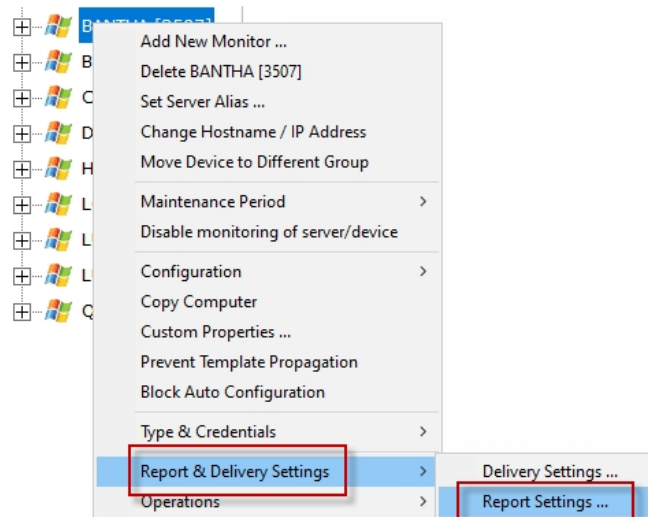 BANTHA [3507]
B
C
D
H
L
L
L
Q
Add New Monitor ...
Delete BANTHA [3507]
Set Server Alias ...
Change Hostname / IP Address
Move Device to Different Group
Maintenance Period
Disable monitoring of server/device
Configuration
Copy Computer
Custom Properties ...
Prevent Template Propagation
Block Auto Configuration
Type & Credentials
Report & Delivery Settings
Operations
Delivery Settings ...
Report Settings ...